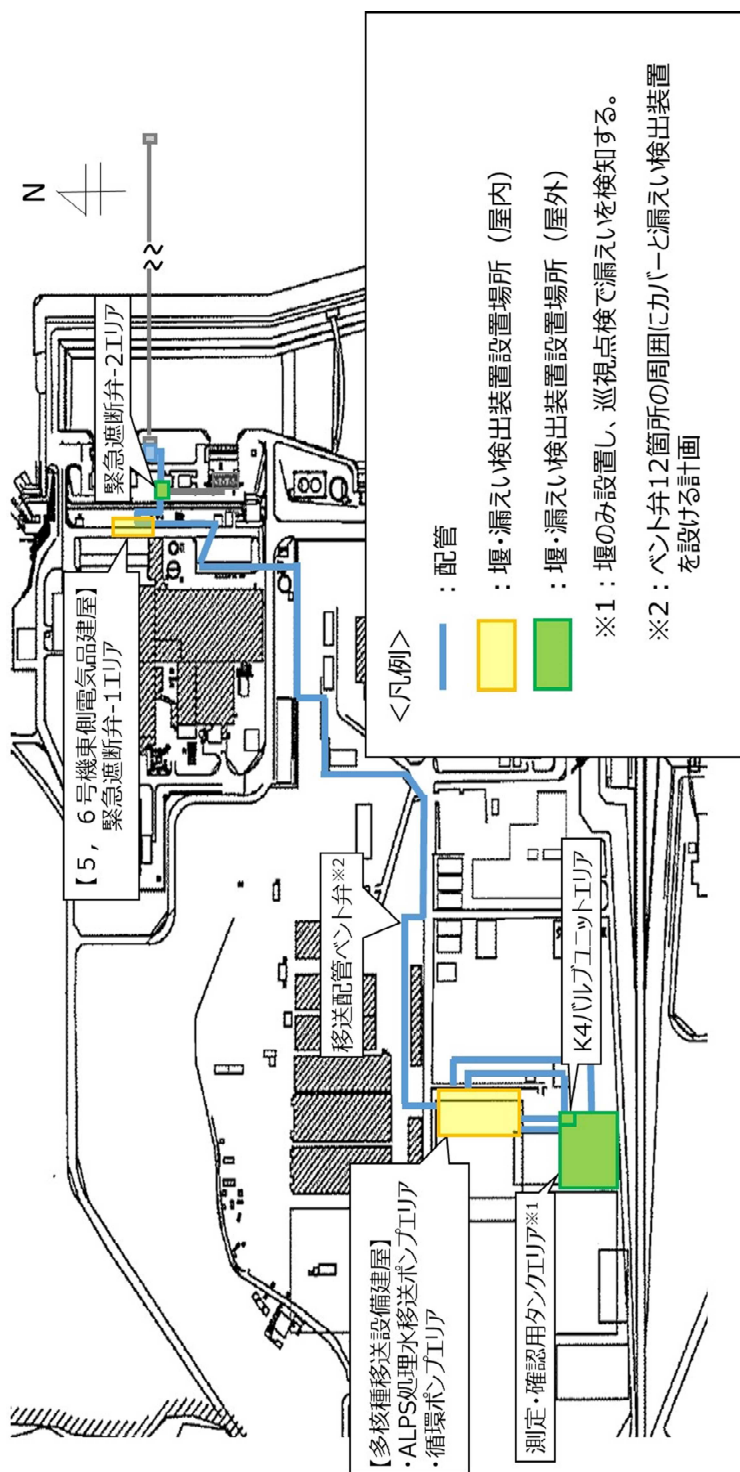 N
緊急遮断弁-2エリア
【5，6号機東側電気品建屋】
緊急遮断弁-1エリア
移送配管ベント弁※2
K4バルブユニットエリア
【多核種移送設備建屋】
・ALPS処理水移送ポンプエリア
・循環ポンプエリア
測定・確認用タンクエリア※1
<凡例>
：配管
：堰・漏えい検出装置設置場所（屋内）
：堰・漏えい検出装置設置場所（屋外）
※1：堰のみ設置し、巡視点検で漏えいを検知する。
※2：ベント弁12箇所の周囲にカバーと漏えい検出装置
を設ける計画